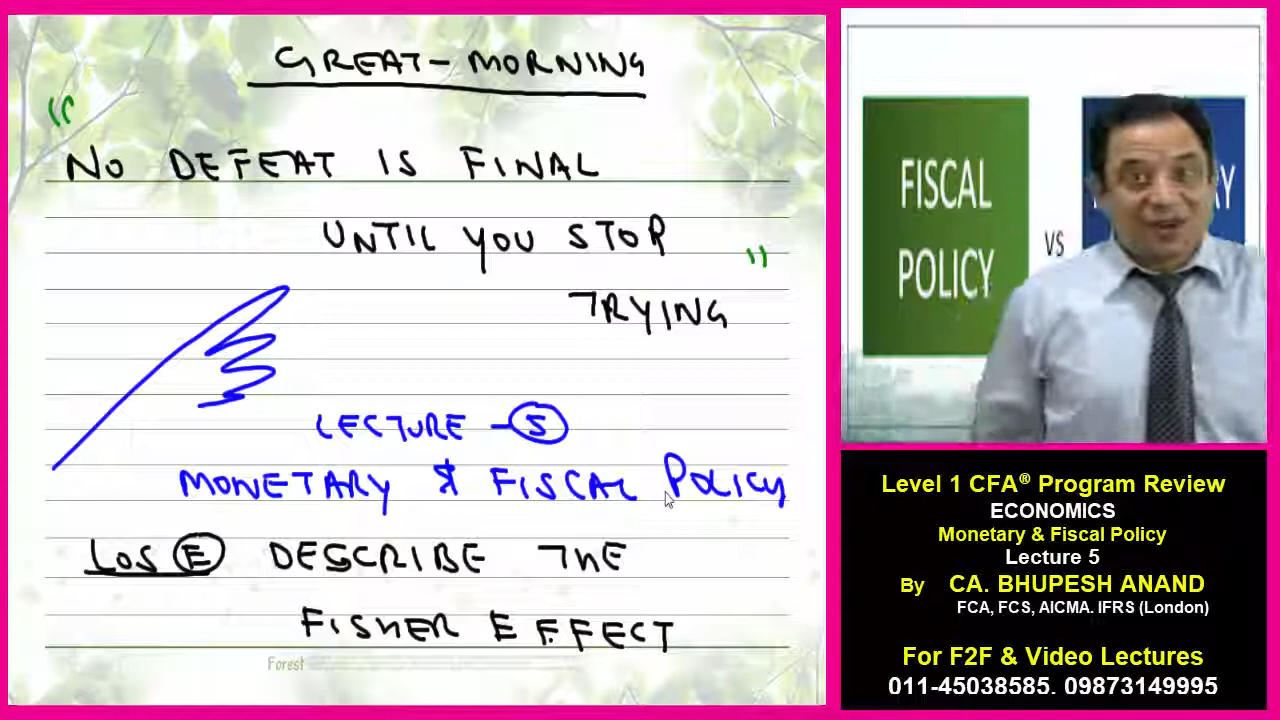 GREAT-MORNING
"
NO DEFEAT IS FINAL
UNTIL YOU STOP
"
TRYING
LECTURE - 5
MONETARY & FISCAL POLICY
LOS E DESCRIBE THE
FISHER EFFECT
Forest
FISCAL
POLICY
VS
RY
Level 1 CFA® Program Review
ECONOMICS
Monetary & Fiscal Policy
Lecture 5
By CA. BHUPESH ANAND
FCA, FCS, AICMA. IFRS (London)
For F2F & Video Lectures
011-45038585. 09873149995